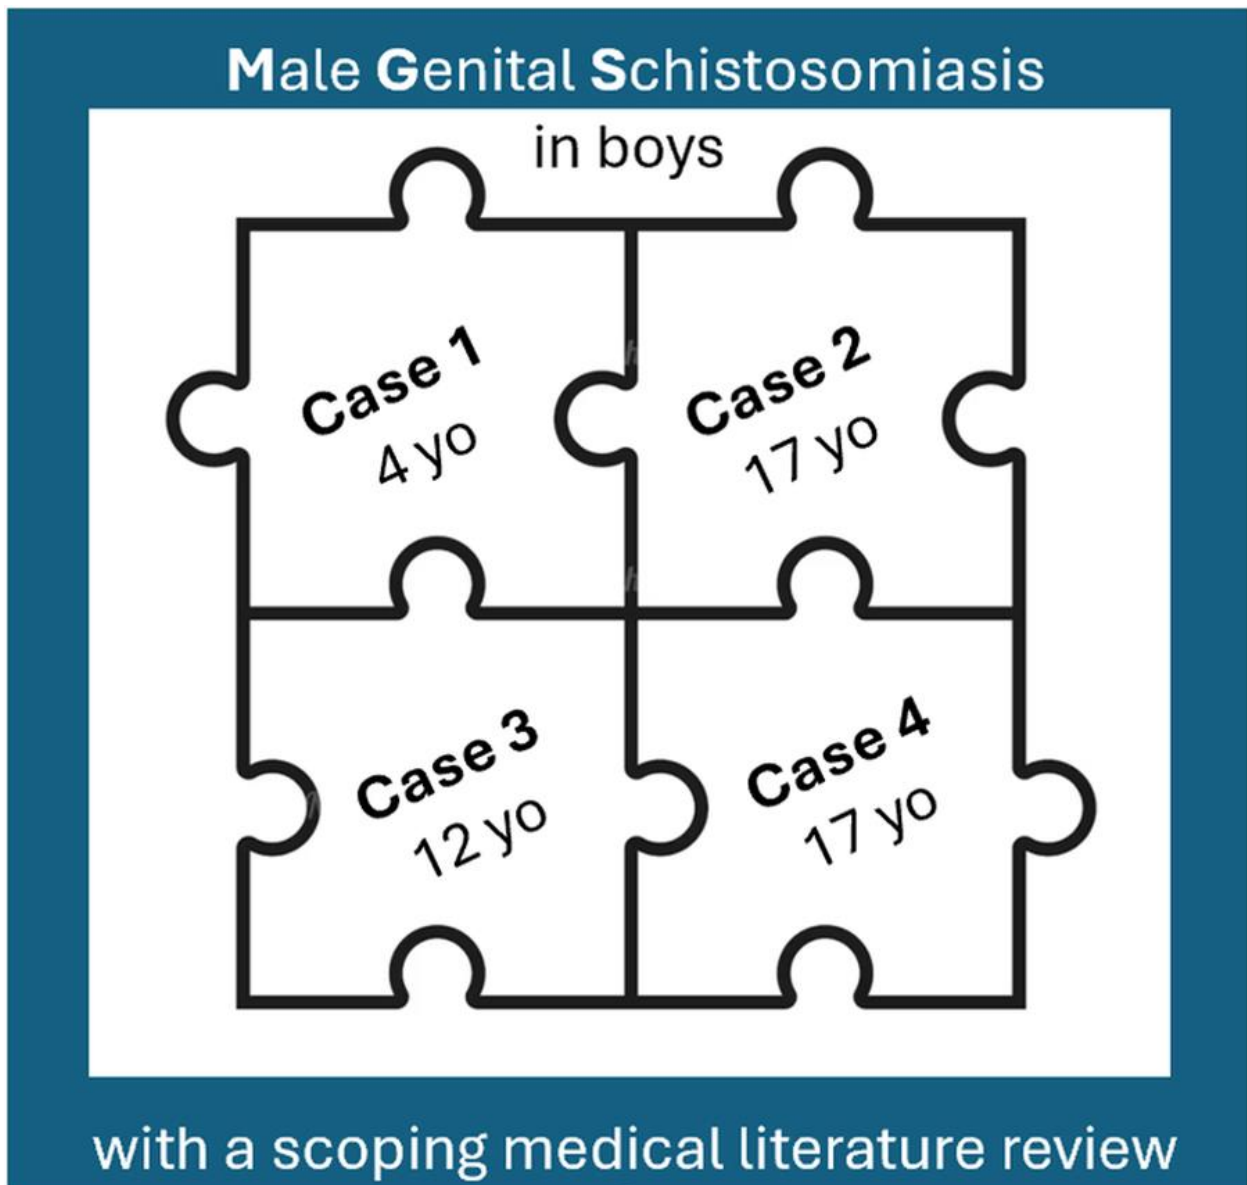 Male Genital Schistosomiasis
in boys
Case 1
4 yo
Case 2
17 yo
Case 3
12 yo
Case 4
17 yo
with a scoping medical literature review